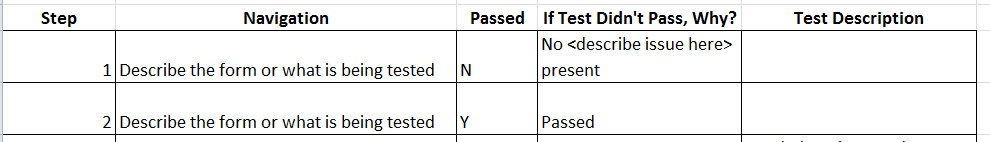 Step Navigation Passed If Test Didn't Pass, Why? Test Description
No <describe issue here>
1 Describe the form or what is being tested N present
2 Describe the form or what is being tested Y Passed